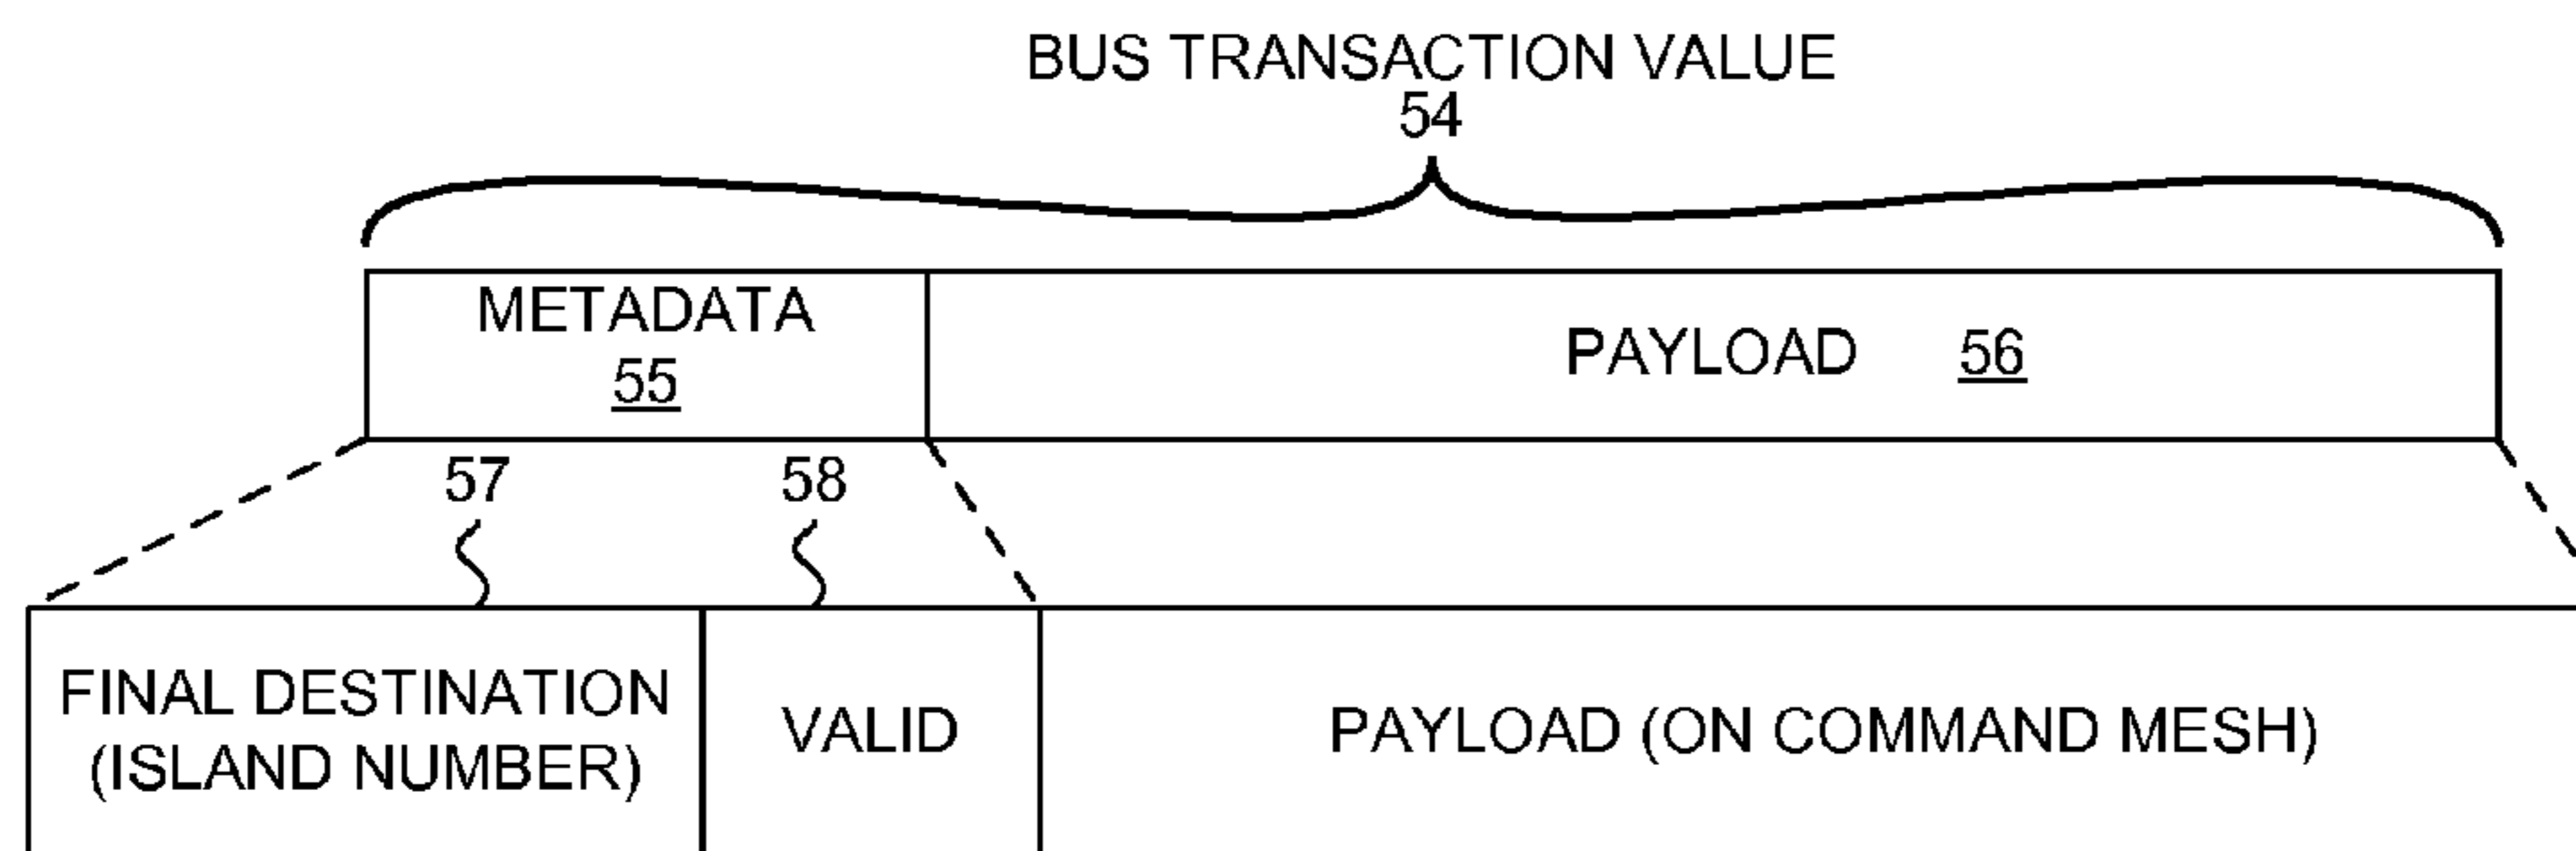 BUS TRANSACTION VALUE
54
METADATA
55
PAYLOAD 56
57 58
FINAL DESTINATION
(ISLAND NUMBER)
VALID
PAYLOAD (ON COMMAND MESH)